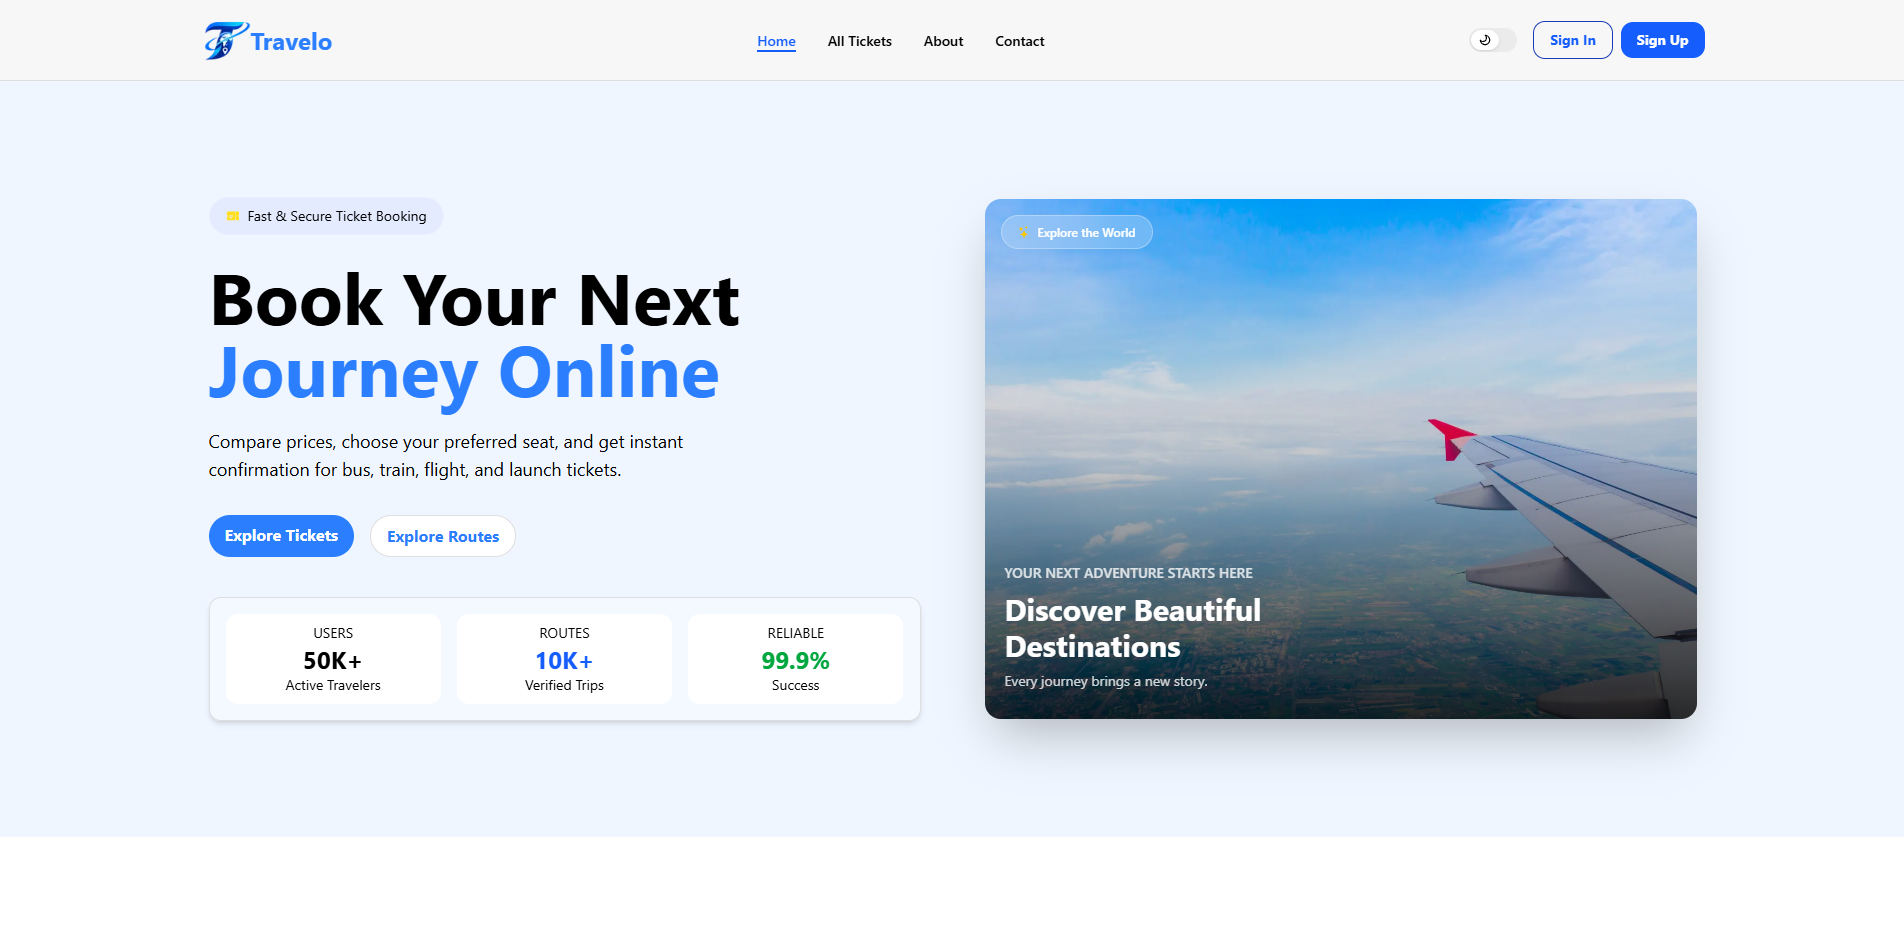 Travelo
Home
All Tickets
About
Contact
Sign In
Sign Up
Fast & Secure Ticket Booking
Book Your Next
Journey Online
Compare prices, choose your preferred seat, and get instant
confirmation for bus, train, flight, and launch tickets.
Explore Tickets
Explore Routes
USERS
50K+
Active Travelers
ROUTES
10K+
Verified Trips
RELIABLE
99.9%
Success
Explore the World
YOUR NEXT ADVENTURE STARTS HERE
Discover Beautiful
Destinations
Every journey brings a new story.